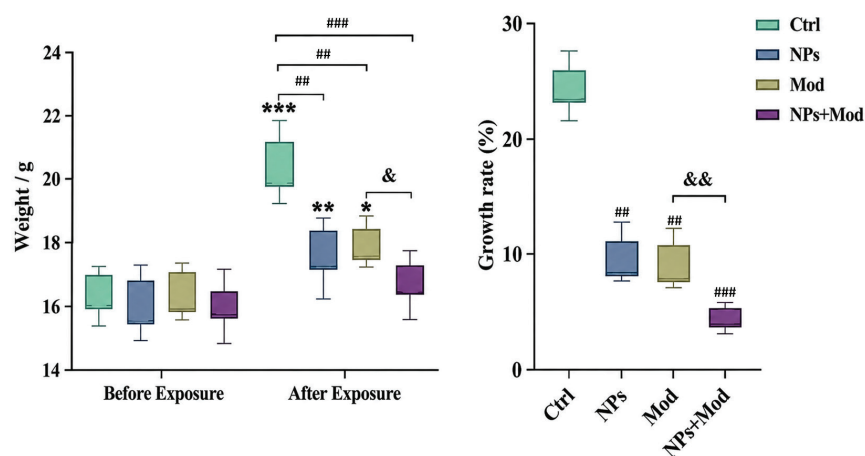 ###
##
##
***
**
*
&
24
22
20
18
16
14
Weight / g
Before Exposure
After Exposure
30
20
10
0
Growth rate (%)
##
##
&&
###
Ctrl
NPs
Mod
NPs+Mod
Ctrl
NPs
Mod
NPs+Mod